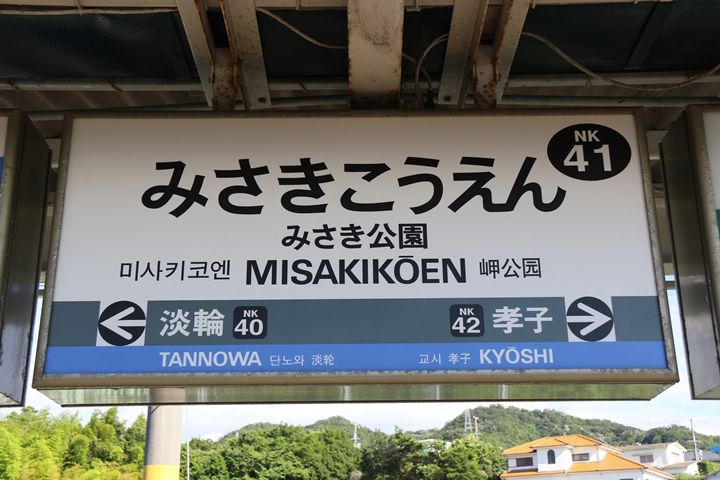 NK
41
みさきこうえん
みさき公園
미사키코엔 MISAKIKŌEN 岬公园
淡輪 NK 40 NK 42 孝子
TANNOWA 단노와 淡轮 교시 孝子 KYŌSHI